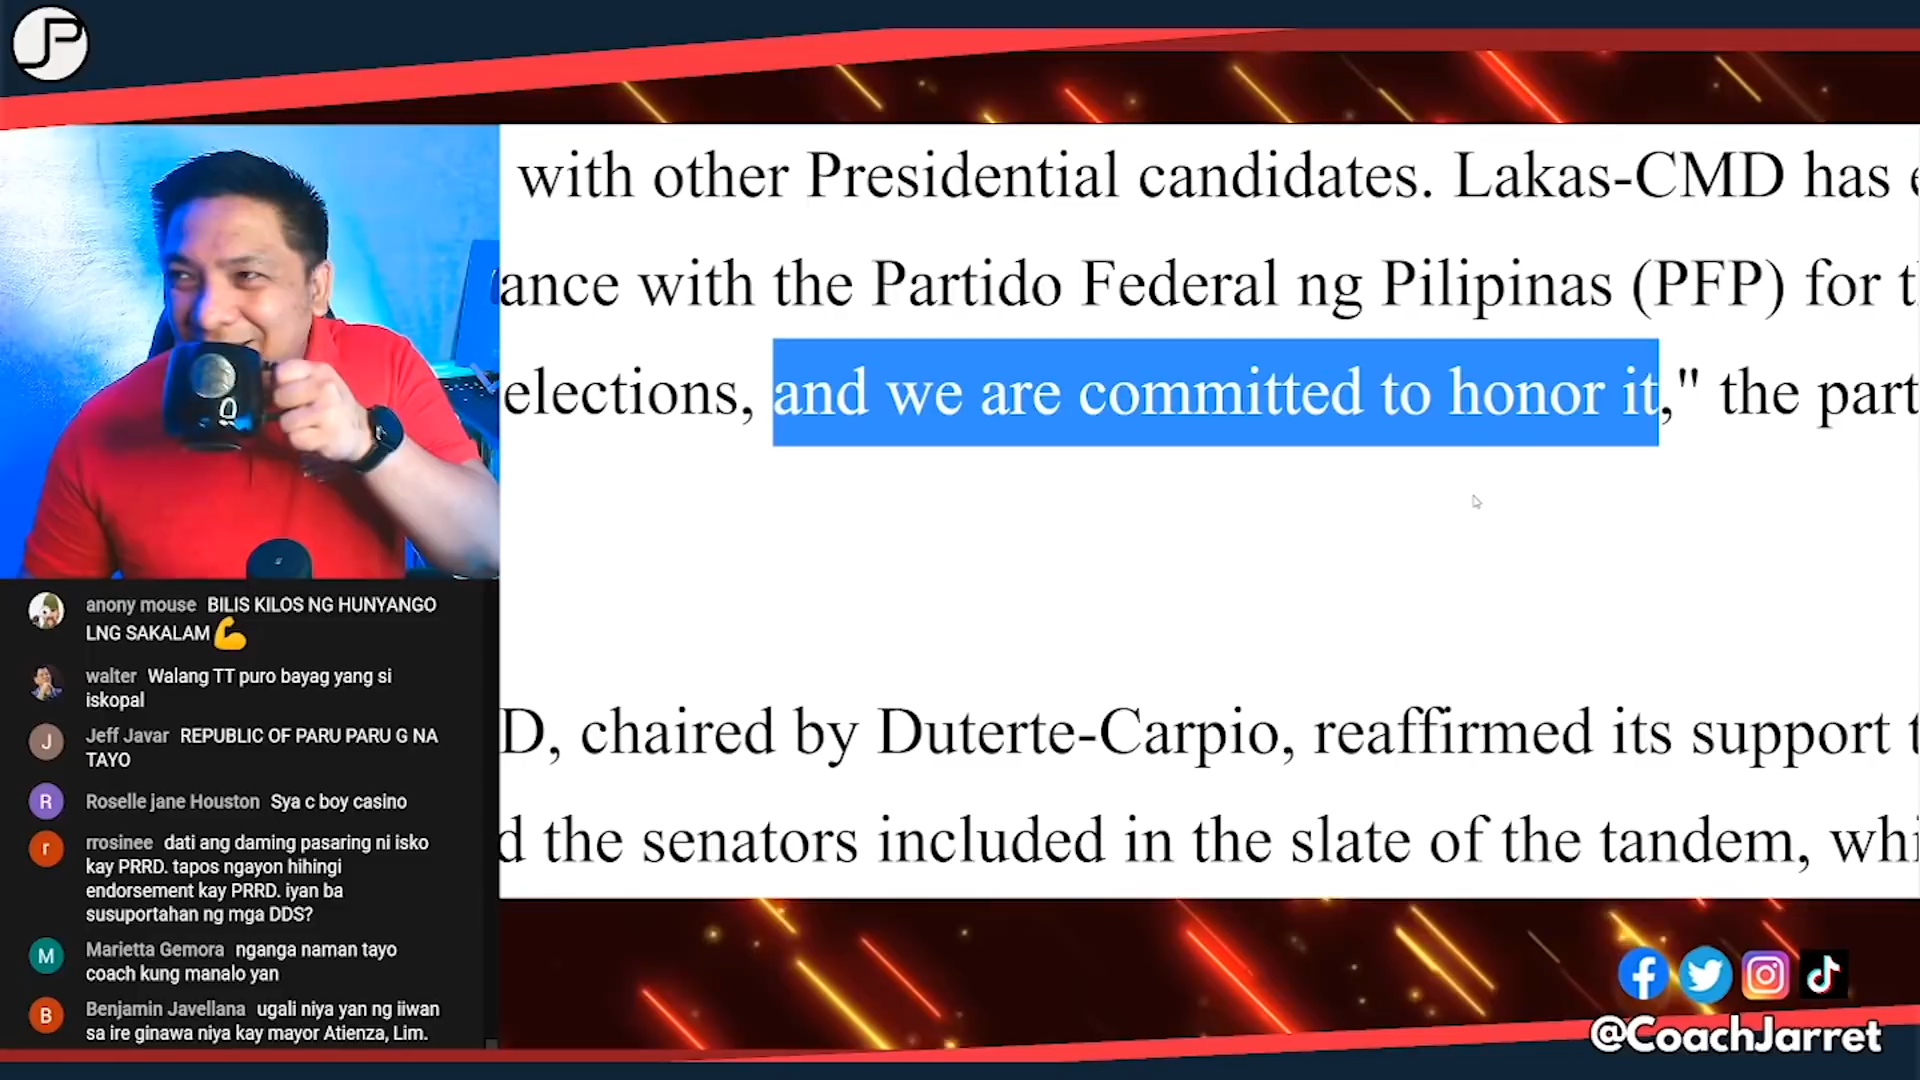 JP
with other Presidential candidates. Lakas-CMD has
ance with the Partido Federal ng Pilipinas (PFP) for
elections, and we are committed to honor it," the part
D, chaired by Duterte-Carpio, reaffirmed its support
d the senators included in the slate of the tandem, whi
anony mouse BILIS KILOS NG HUNYANGO
LNG SAKALAM💪
walter Walang TT puro bayag yang si
iskopal
J
Jeff Javar REPUBLIC OF PARU PARU G NA
TAYO
R
Roselle jane Houston Sya c boy casino
r
rrosinee dati ang daming pasaring ni isko
kay PRRD. tapos ngayon hihingi
endorsement kay PRRD. iyan ba
susuportahan ng mga DDS?
M
Marietta Gemora nganga naman tayo
coach kung manalo yan
B
Benjamin Javellana ugali niya yan ng iiwan
sa ire ginawa niya kay mayor Atienza, Lim.
@CoachJarret